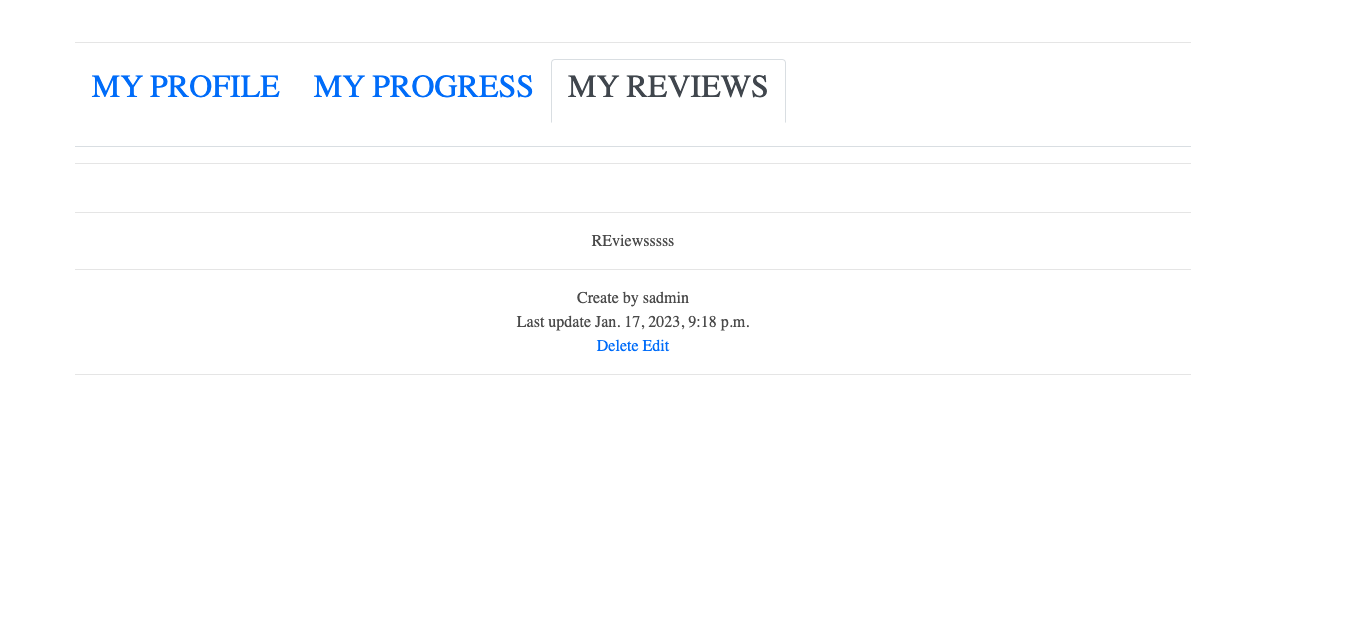 MY PROFILE MY PROGRESS MY REVIEWS
REviewsssss
Create by sadmin
Last update Jan. 17, 2023, 9:18 p.m.
Delete Edit